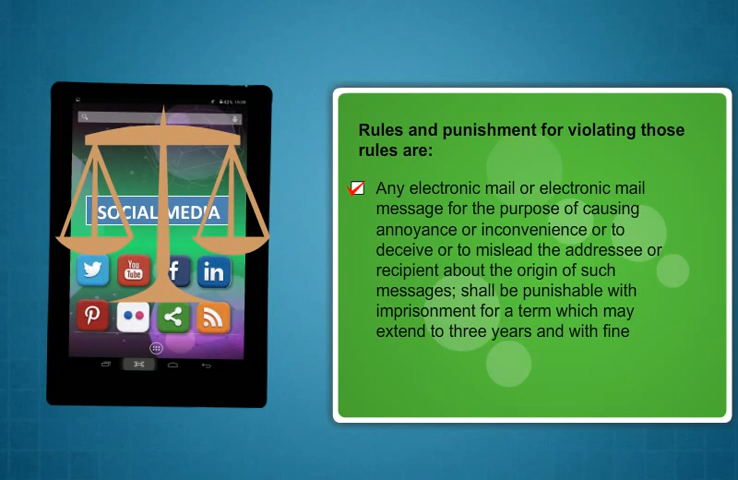 SOCIAL MEDIA
You
Tube
f
in
Rules and punishment for violating those
rules are:
Any electronic mail or electronic mail
message for the purpose of causing
annoyance or inconvenience or to
deceive or to mislead the addressee or
recipient about the origin of such
messages; shall be punishable with
imprisonment for a term which may
extend to three years and with fine